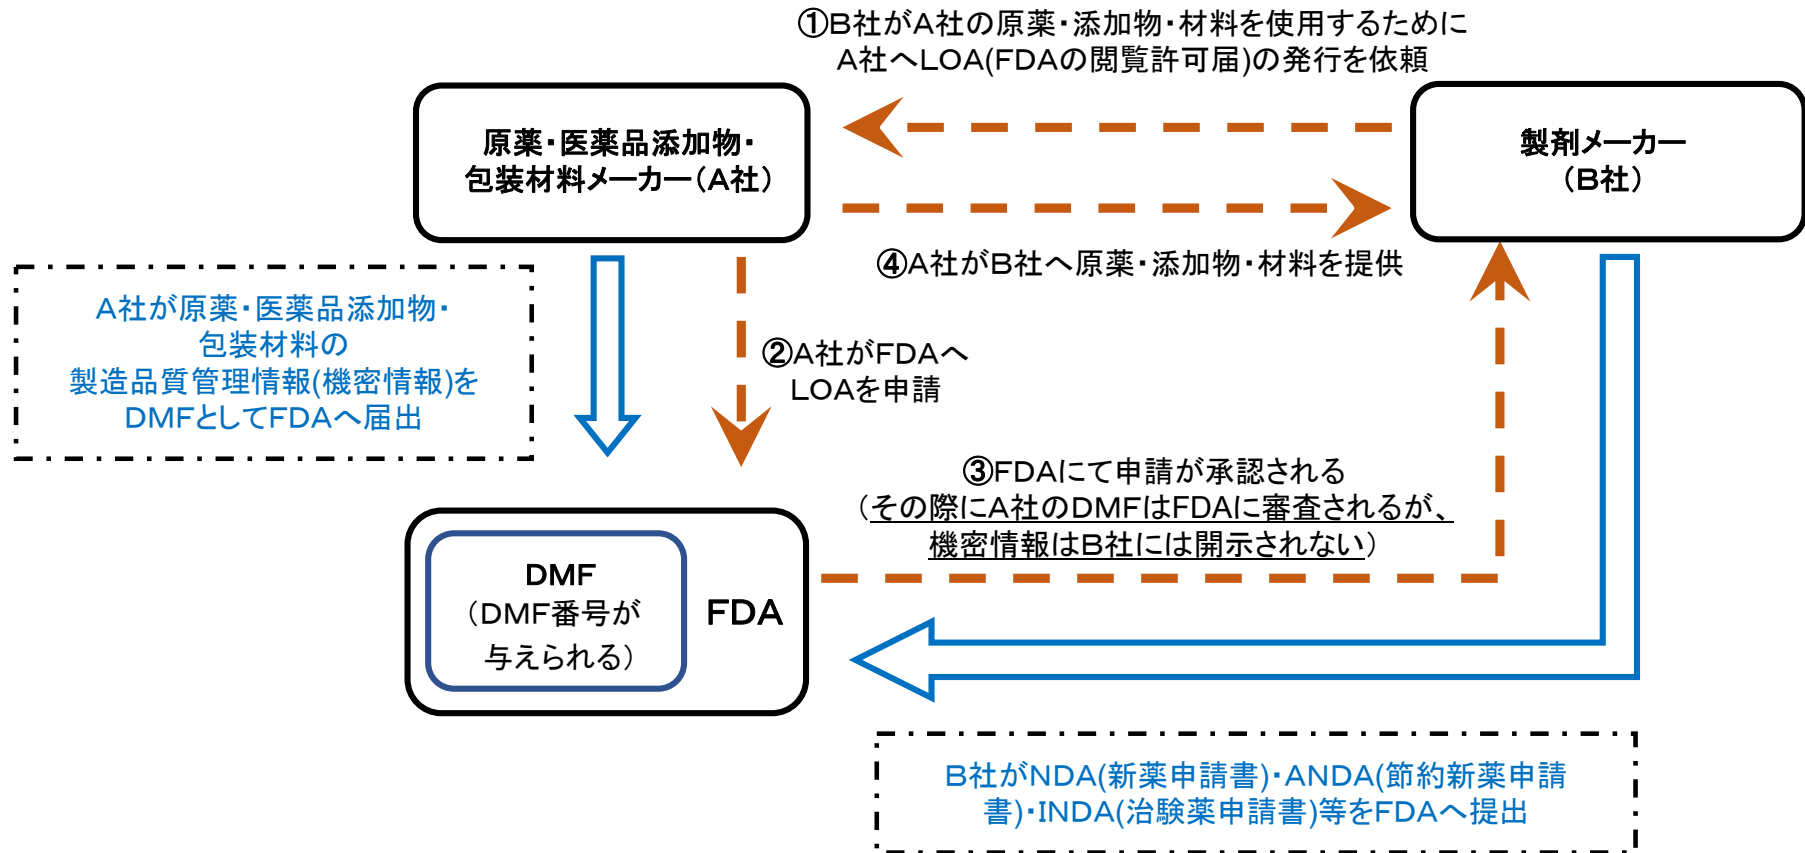 ①B社がA社の原薬・添加物・材料を使用するために
A社へLOA(FDAの閲覧許可届)の発行を依頼
原薬・医薬品添加物・
包装材料メーカー(A社)
製剤メーカー
(B社)
④A社がB社へ原薬・添加物・材料を提供
A社が原薬・医薬品添加物・
包装材料の
製造品質管理情報(機密情報)を
DMFとしてFDAへ届出
②A社がFDAへ
LOAを申請
③FDAにて申請が承認される
(その際にA社のDMFはFDAに審査されるが、
機密情報はB社には開示されない)
DMF
(DMF番号が
与えられる)
FDA
B社がNDA(新薬申請書)・ANDA(節約新薬申請
書)・INDA(治験薬申請書)等をFDAへ提出